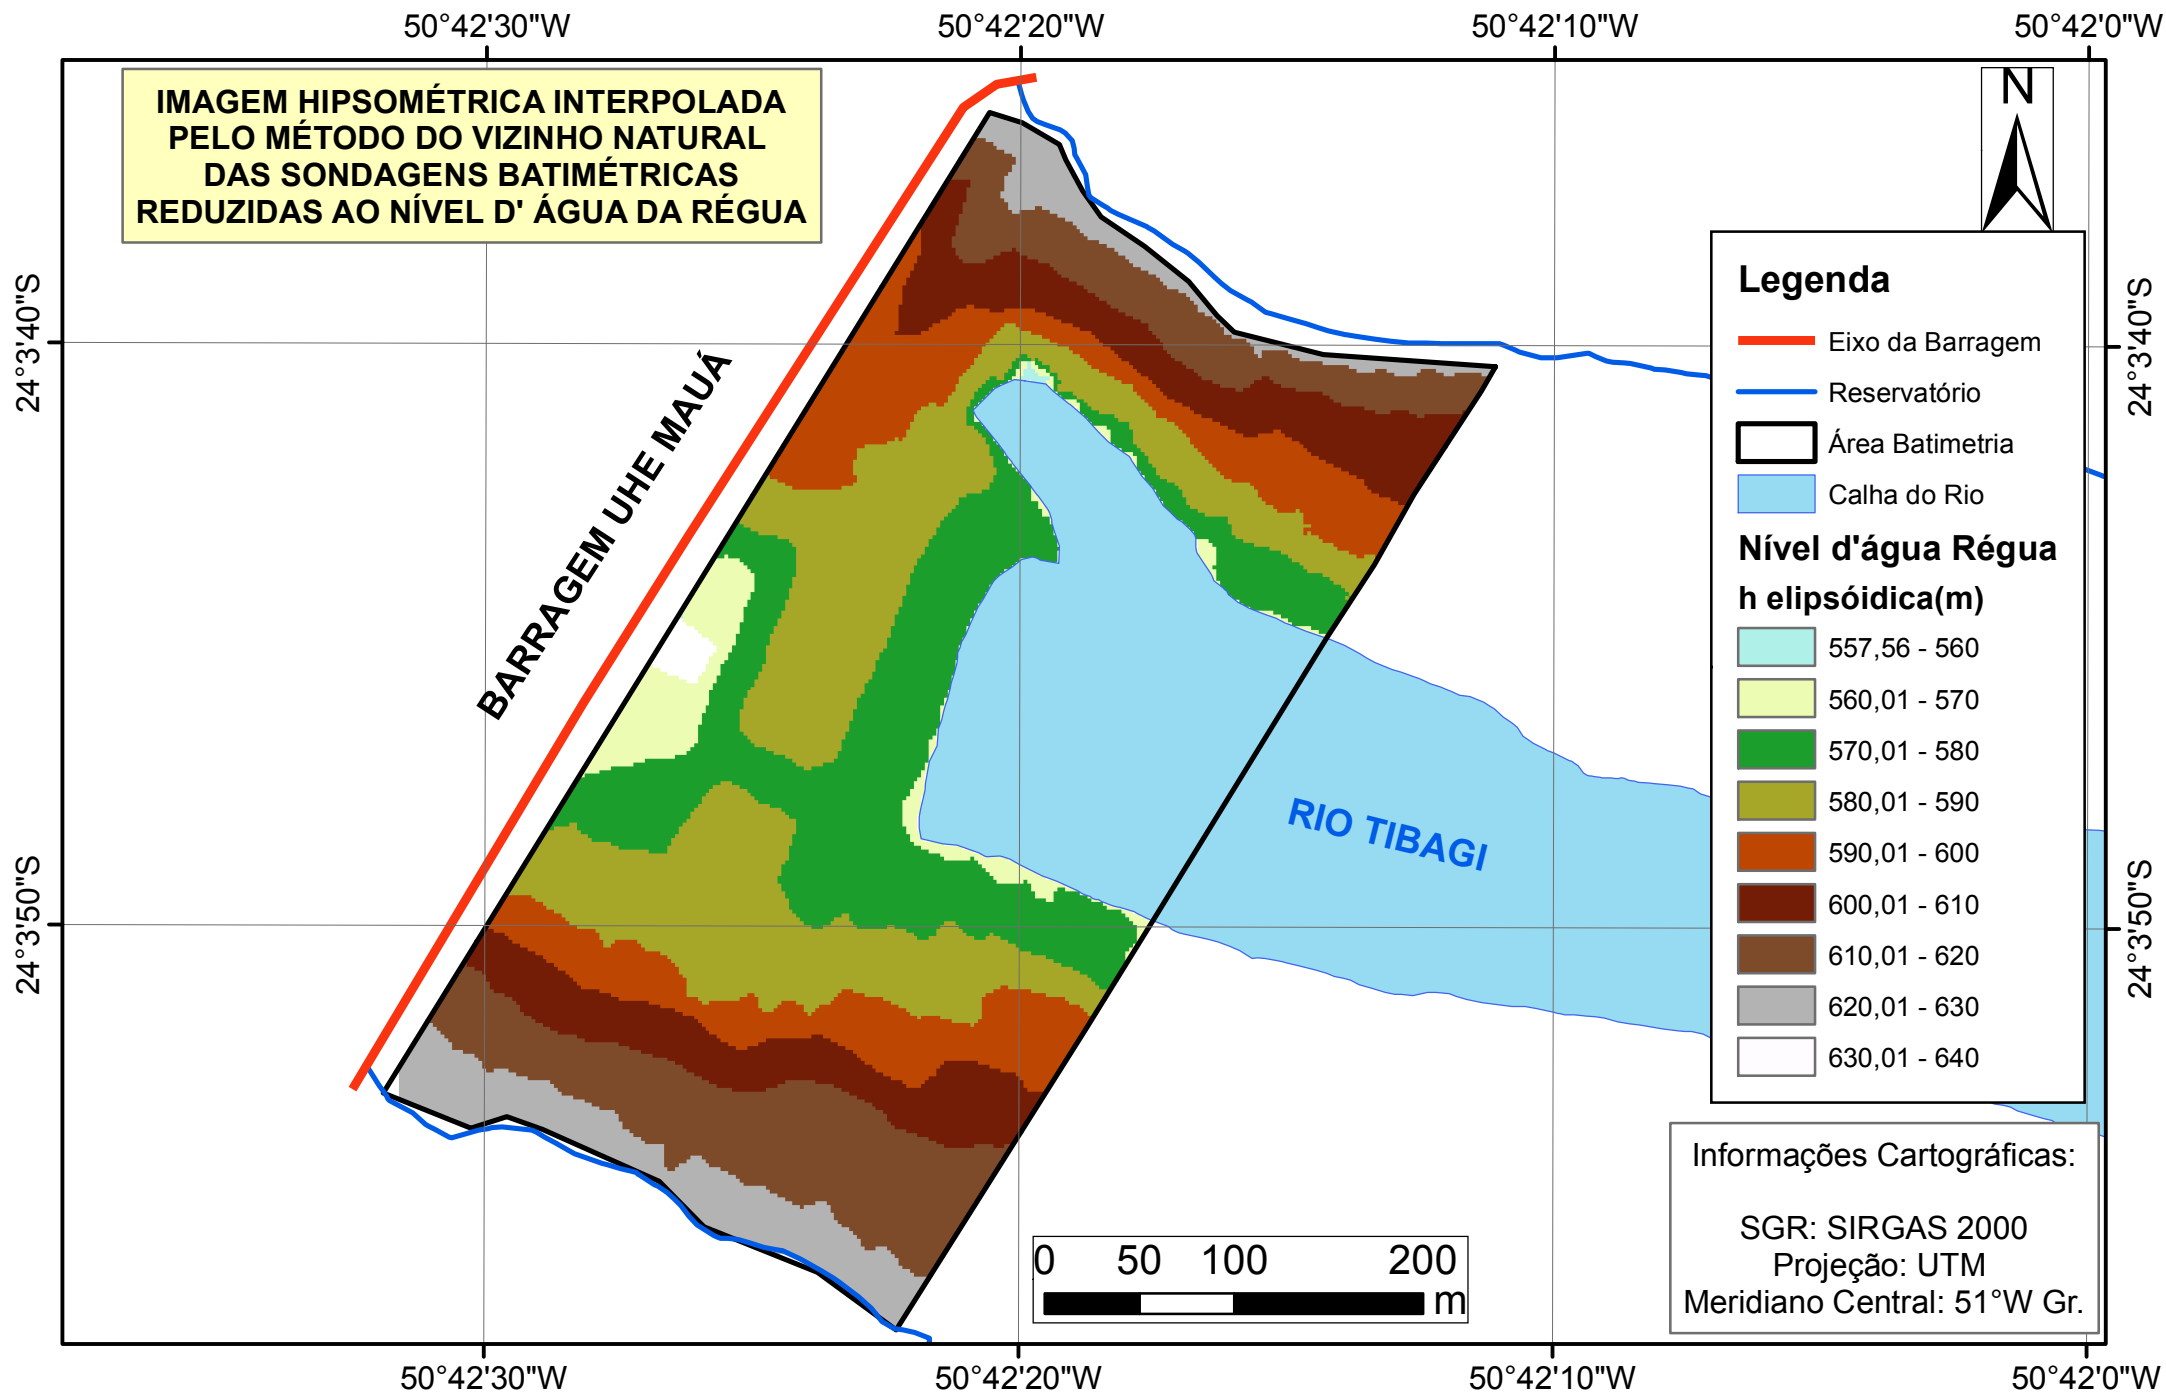 50°42'30"W
50°42'20"W
50°42'10"W
50°42'0"W
IMAGEM HIPSOMÉTRICA INTERPOLADA
PELO MÉTODO DO VIZINHO NATURAL
DAS SONDAGENS BATIMÉTRICAS
REDUZIDAS AO NÍVEL D' ÁGUA DA RÉGUA
N
24°3'40"S
24°3'40"S
BARRAGEM UHE MAUÁ
RIO TIBAGI
24°3'50"S
24°3'50"S
Legenda
Eixo da Barragem
Reservatório
Área Batimetria
Calha do Rio
Nível d'água Régua
h elipsóidica(m)
557,56 - 560
560,01 - 570
570,01 - 580
580,01 - 590
590,01 - 600
600,01 - 610
610,01 - 620
620,01 - 630
630,01 - 640
Informações Cartográficas:
SGR: SIRGAS 2000
Projeção: UTM
Meridiano Central: 51°W Gr.
0 50 100 200
m
50°42'30"W
50°42'20"W
50°42'10"W
50°42'0"W